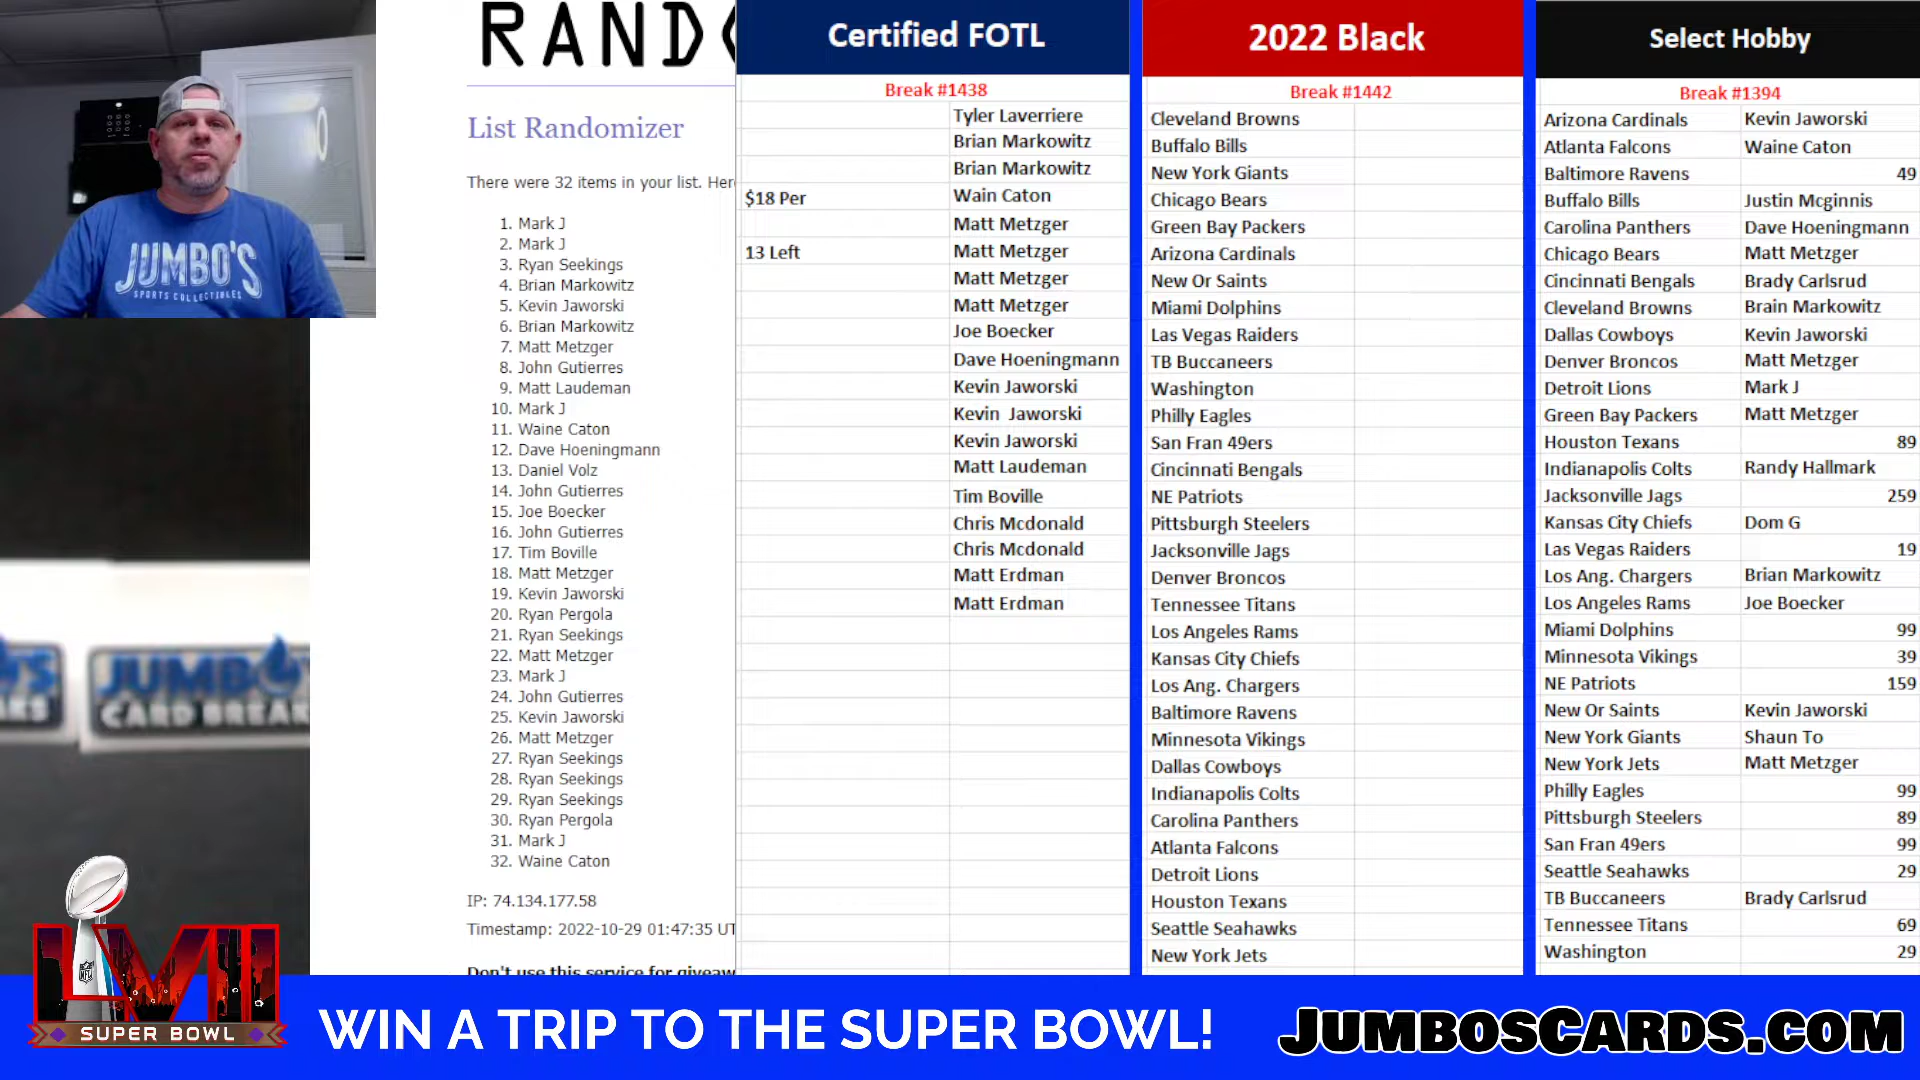 RANDO
List Randomizer
There were 32 items in your list. Her
1. Mark J
2. Mark J
3. Ryan Seekings
4. Brian Markowitz
5. Kevin Jaworski
6. Brian Markowitz
7. Matt Metzger
8. John Gutierres
9. Matt Laudeman
10. Mark J
11. Waine Caton
12. Dave Hoeningmann
13. Daniel Volz
14. John Gutierres
15. Joe Boecker
16. John Gutierres
17. Tim Boville
18. Matt Metzger
19. Kevin Jaworski
20. Ryan Pergola
21. Ryan Seekings
22. Matt Metzger
23. Mark J
24. John Gutierres
25. Kevin Jaworski
26. Matt Metzger
27. Ryan Seekings
28. Ryan Seekings
29. Ryan Seekings
30. Ryan Pergola
31. Mark J
32. Waine Caton
IP: 74.134.177.58
Timestamp: 2022-10-29 01:47:35 UT
Don't use this service for giveaw
Certified FOTL
Break #1438
Tyler Laverriere
Brian Markowitz
Brian Markowitz
$18 Per Wain Caton
Matt Metzger
13 Left Matt Metzger
Matt Metzger
Matt Metzger
Joe Boecker
Dave Hoeningmann
Kevin Jaworski
Kevin Jaworski
Kevin Jaworski
Matt Laudeman
Tim Boville
Chris Mcdonald
Chris Mcdonald
Matt Erdman
Matt Erdman
2022 Black
Break #1442
Cleveland Browns
Buffalo Bills
New York Giants
Chicago Bears
Green Bay Packers
Arizona Cardinals
New Or Saints
Miami Dolphins
Las Vegas Raiders
TB Buccaneers
Washington
Philly Eagles
San Fran 49ers
Cincinnati Bengals
NE Patriots
Pittsburgh Steelers
Jacksonville Jags
Denver Broncos
Tennessee Titans
Los Angeles Rams
Kansas City Chiefs
Los Ang. Chargers
Baltimore Ravens
Minnesota Vikings
Dallas Cowboys
Indianapolis Colts
Carolina Panthers
Atlanta Falcons
Detroit Lions
Houston Texans
Seattle Seahawks
New York Jets
Select Hobby
Break #1394
Arizona Cardinals Kevin Jaworski
Atlanta Falcons Waine Caton
Baltimore Ravens 49
Buffalo Bills Justin Mcginnis
Carolina Panthers Dave Hoeningmann
Chicago Bears Matt Metzger
Cincinnati Bengals Brady Carlsrud
Cleveland Browns Brain Markowitz
Dallas Cowboys Kevin Jaworski
Denver Broncos Matt Metzger
Detroit Lions Mark J
Green Bay Packers Matt Metzger
Houston Texans 89
Indianapolis Colts Randy Hallmark
Jacksonville Jags 259
Kansas City Chiefs Dom G
Las Vegas Raiders 19
Los Ang. Chargers Brian Markowitz
Los Angeles Rams Joe Boecker
Miami Dolphins 99
Minnesota Vikings 39
NE Patriots 159
New Or Saints Kevin Jaworski
New York Giants Shaun To
New York Jets Matt Metzger
Philly Eagles 99
Pittsburgh Steelers 89
San Fran 49ers 99
Seattle Seahawks 29
TB Buccaneers Brady Carlsrud
Tennessee Titans 69
Washington 29
JUMBO'S
SPORTS COLLECTIBLES
JUMBO
CARD BREAK
LVII
NFL
SUPER BOWL
WIN A TRIP TO THE SUPER BOWL!
JUMBOSCARDS.COM